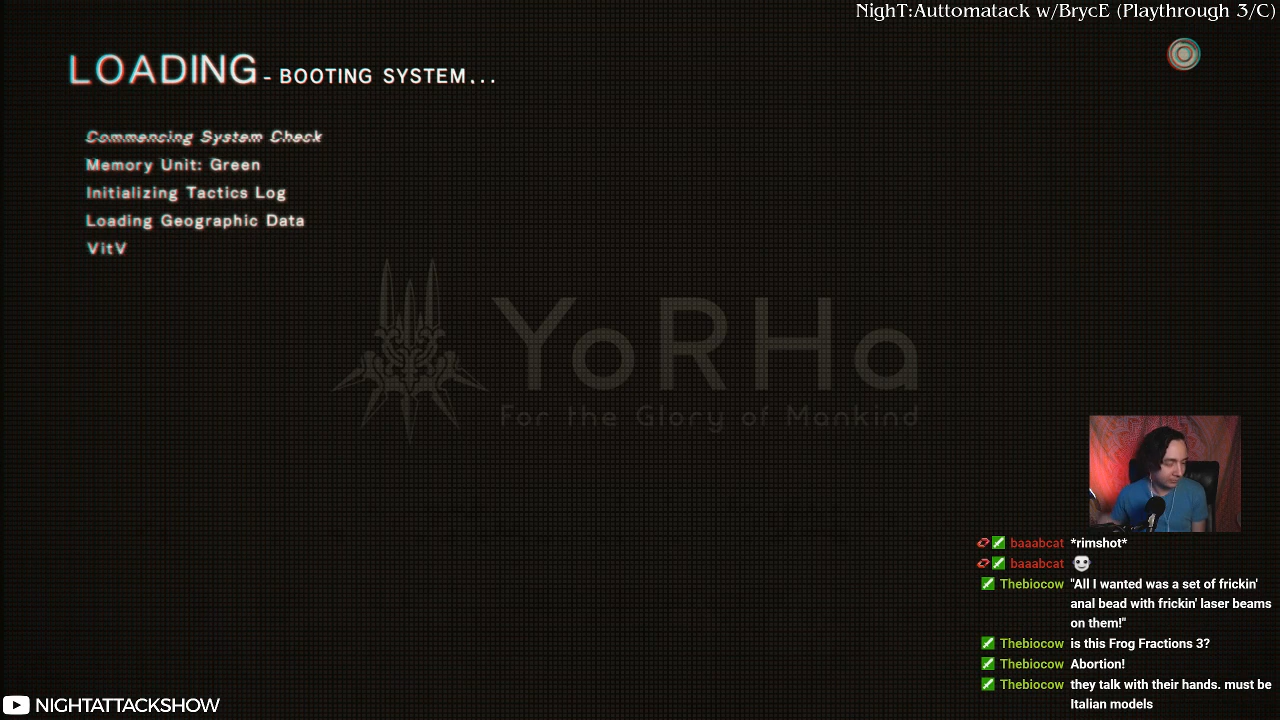 NighT:Auttomatack w/BrycE (Playthrough 3/C)
LOADING - BOOTING SYSTEM...
Commencing System Check
Memory Unit: Green
Initializing Tactics Log
Loading Geographic Data
VitV
YoRHa
For the Glory of Mankind
baaabcat *rimshot*
baaabcat
Thebiocow "All I wanted was a set of frickin'
anal bead with frickin' laser beams
on them!"
Thebiocow is this Frog Fractions 3?
Thebiocow Abortion!
Thebiocow they talk with their hands. must be
Italian models
NIGHTATTACKSHOW